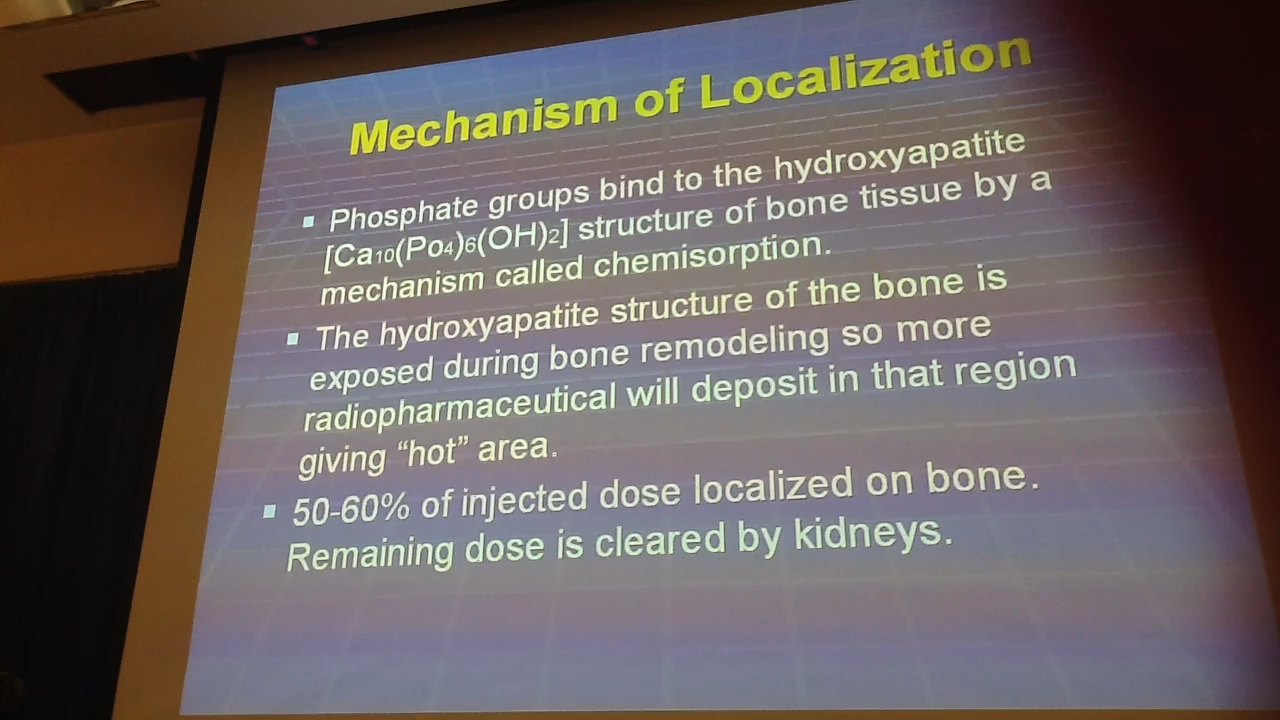 Mechanism of Localization
▪ Phosphate groups bind to the hydroxyapatite
[Ca10(Po4)6(OH)2] structure of bone tissue by a
mechanism called chemisorption.
▪ The hydroxyapatite structure of the bone is
exposed during bone remodeling so more
radiopharmaceutical will deposit in that region
giving “hot” area.
▪ 50-60% of injected dose localized on bone.
Remaining dose is cleared by kidneys.